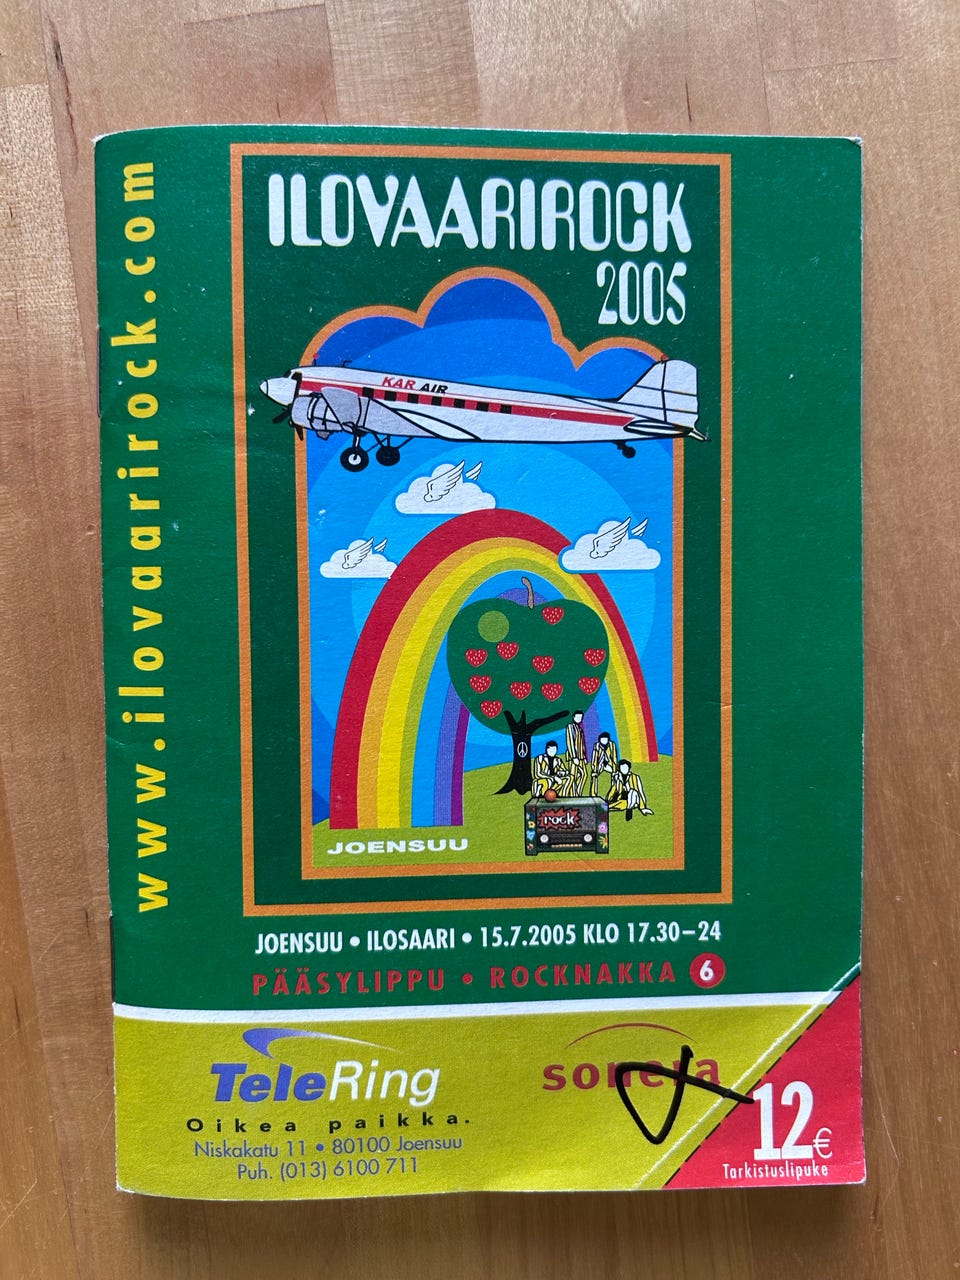 www.ilovaarirock.com
ILOVAARIROCK
2005
KAR AIR
rock
JOENSUU
JOENSUU • ILOSAARI • 15.7.2005 KLO 17.30–24
PÄÄSYLIPPU • ROCKNAKKA 6
TeleRing
Oikea paikka.
Niskakatu 11 • 80100 Joensuu
Puh. (013) 6100 711
sonera
12€
Tarkistuslipuke